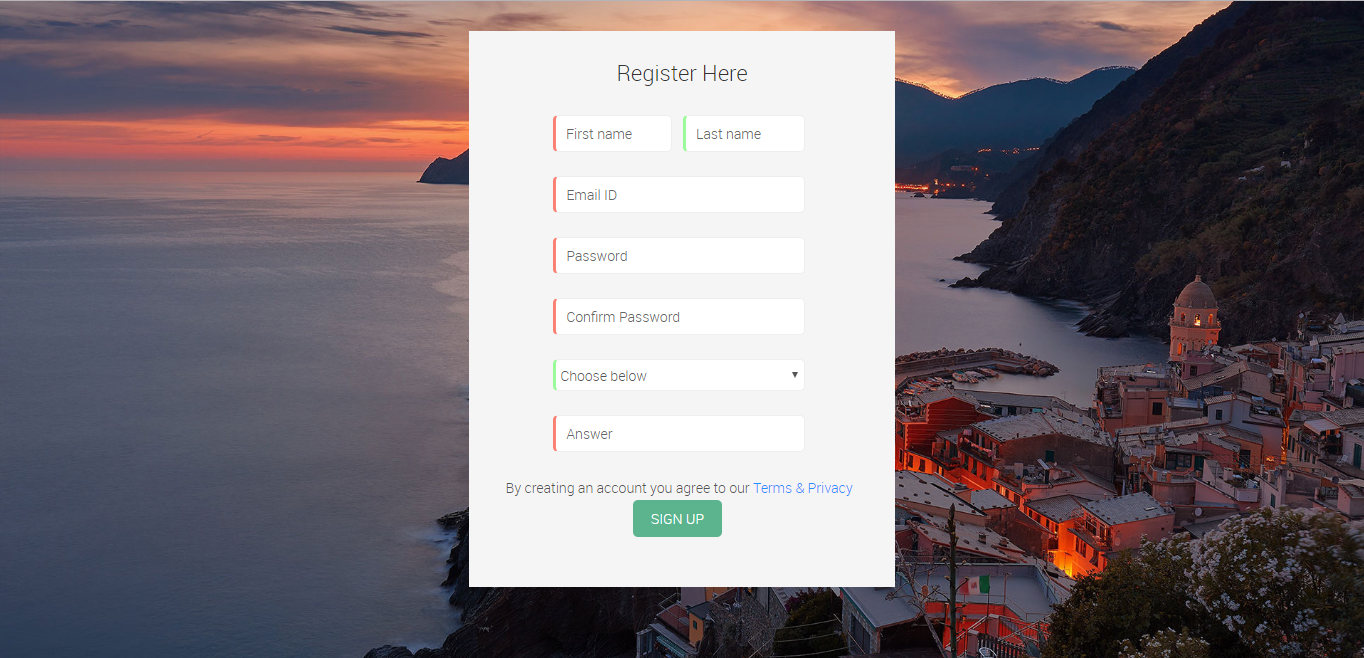 Register Here
First name Last name
Email ID
Password
Confirm Password
Choose below
Answer
By creating an account you agree to our Terms & Privacy
SIGN UP